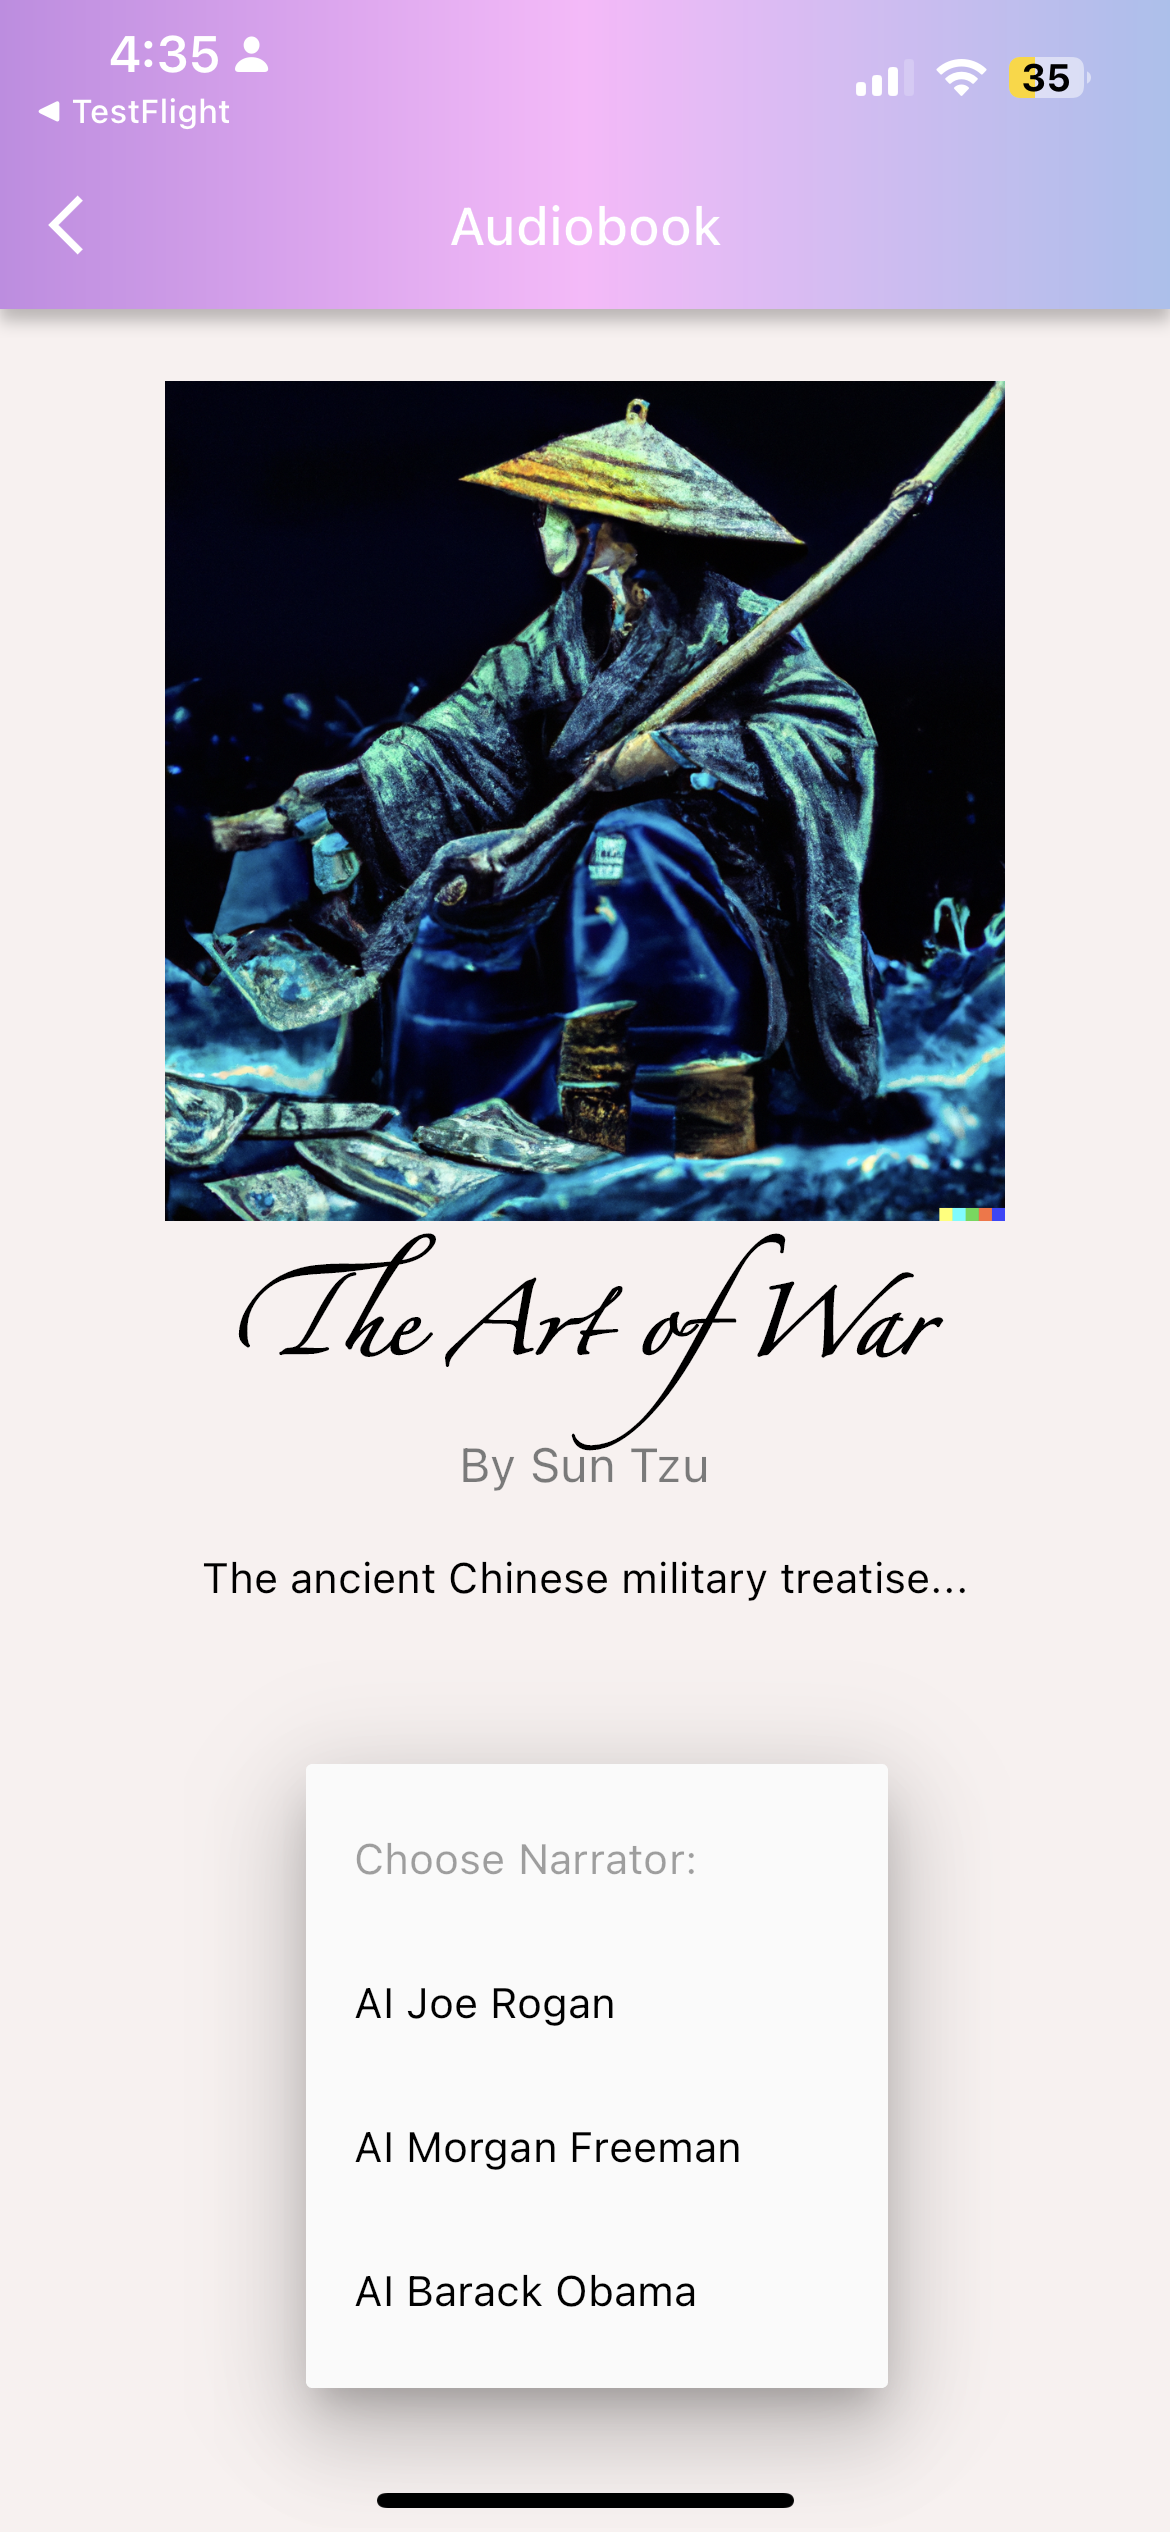 4:35
35
TestFlight
Audiobook
The Art of War
By Sun Tzu
The ancient Chinese military treatise...
Choose Narrator:
AI Joe Rogan
AI Morgan Freeman
AI Barack Obama